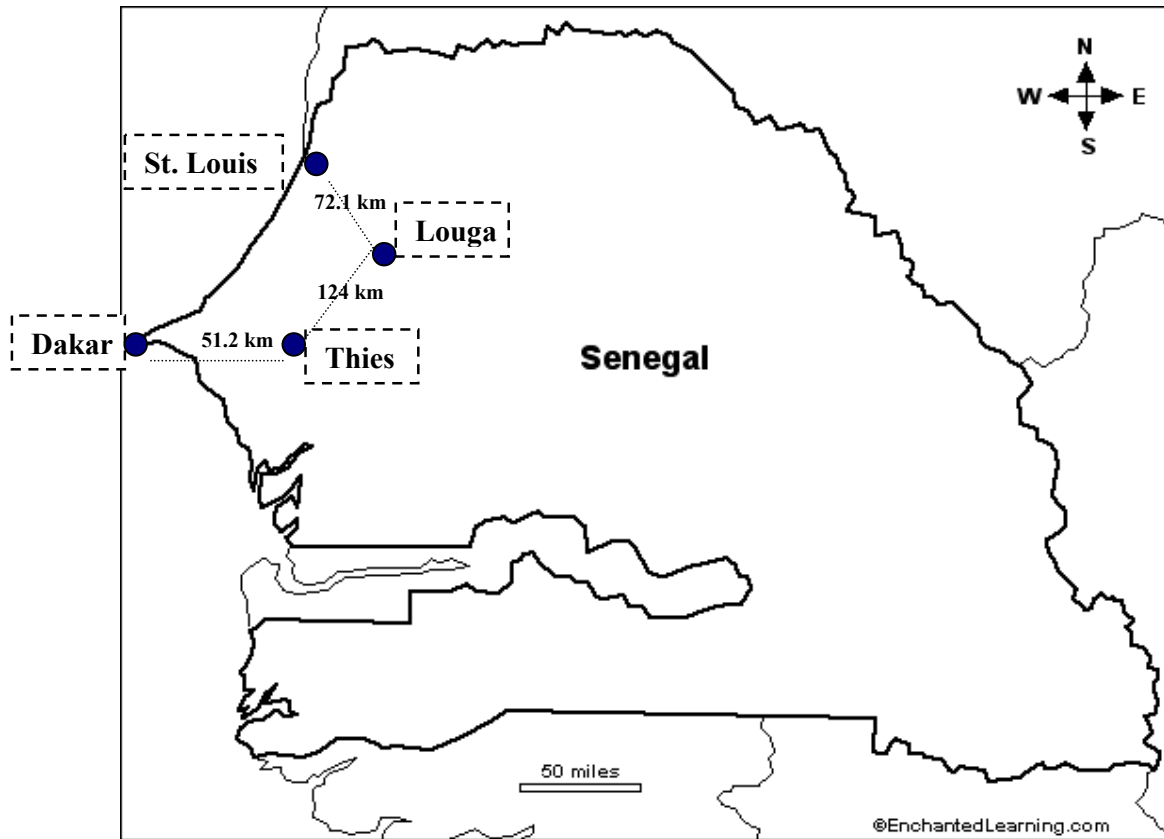 N
W E
S
St. Louis
72.1 km
Louga
124 km
Dakar
51.2 km
Thies
Senegal
50 miles
©EnchantedLearning.com